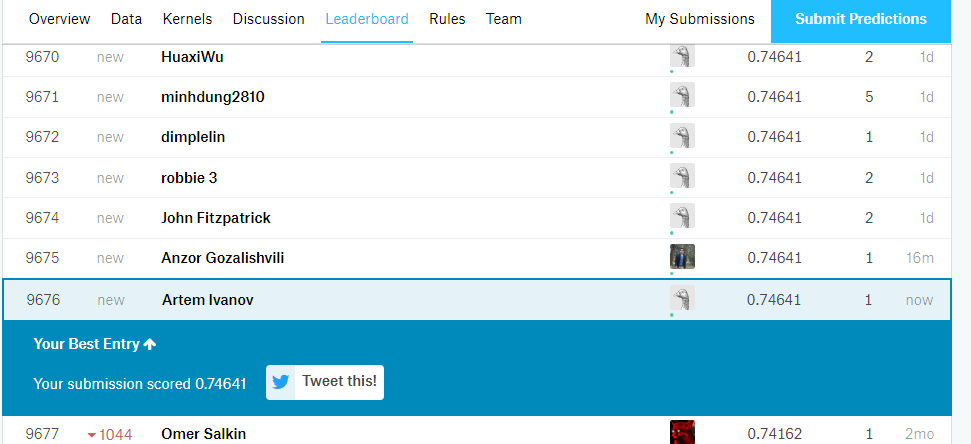 Overview Data Kernels Discussion Leaderboard Rules Team My Submissions Submit Predictions
9670 new HuaxiWu 0.74641 2 1d
9671 new minhdung2810 0.74641 5 1d
9672 new dimplelin 0.74641 1 1d
9673 new robbie 3 0.74641 2 1d
9674 new John Fitzpatrick 0.74641 2 1d
9675 new Anzor Gozalishvili 0.74641 1 16m
9676 new Artem Ivanov 0.74641 1 now
Your Best Entry
Your submission scored 0.74641 Tweet this!
9677 1044 Omer Salkin 0.74162 1 2mo